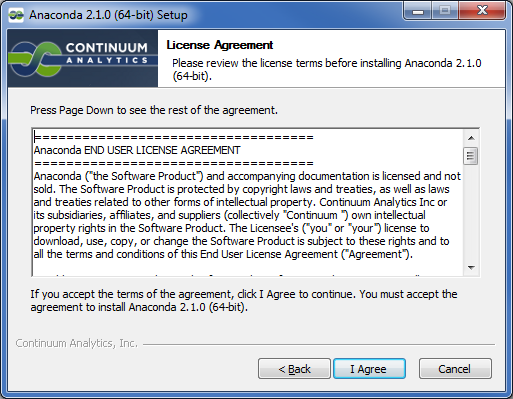 Anaconda 2.1.0 (64-bit) Setup
CONTINUUM
ANALYTICS
License Agreement
Please review the license terms before installing Anaconda 2.1.0
(64-bit).
Press Page Down to see the rest of the agreement.
===================================
Anaconda END USER LICENSE AGREEMENT
===================================
Anaconda ("the Software Product") and accompanying documentation is licensed and not
sold. The Software Product is protected by copyright laws and treaties, as well as laws
and treaties related to other forms of intellectual property. Continuum Analytics Inc or
its subsidiaries, affiliates, and suppliers (collectively "Continuum ") own intellectual
property rights in the Software Product. The Licensee's ("you" or "your") license to
download, use, copy, or change the Software Product is subject to these rights and to
all the terms and conditions of this End User License Agreement ("Agreement").
If you accept the terms of the agreement, click I Agree to continue. You must accept the
agreement to install Anaconda 2.1.0 (64-bit).
Continuum Analytics, Inc.
< Back
I Agree
Cancel